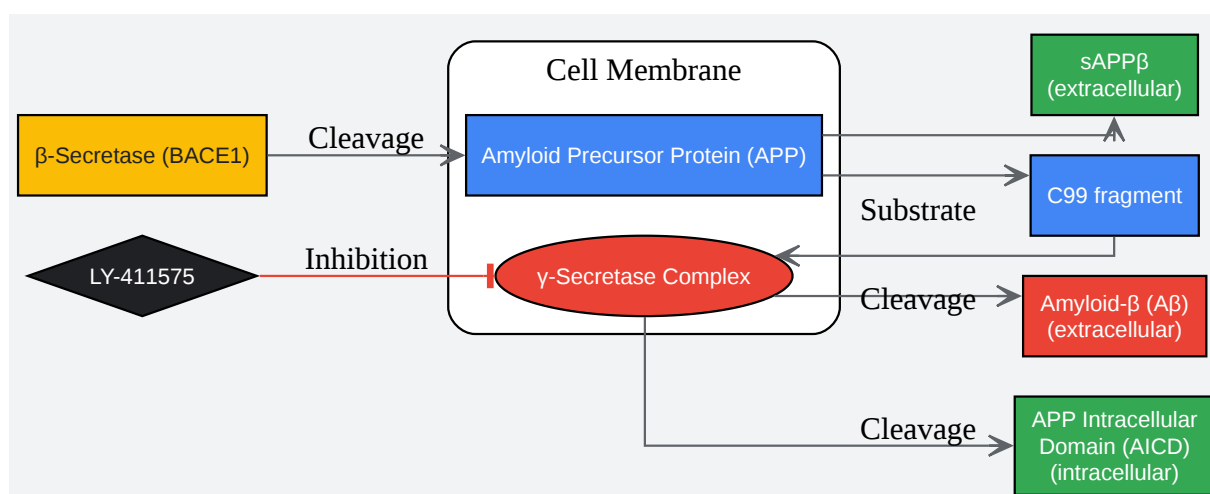 Cell Membrane
sAPPβ
(extracellular)
β-Secretase (BACE1)
Cleavage
Amyloid Precursor Protein (APP)
C99 fragment
Substrate
LY-411575
Inhibition
γ-Secretase Complex
Cleavage
Amyloid-β (Aβ)
(extracellular)
Cleavage
APP Intracellular
Domain (AICD)
(intracellular)